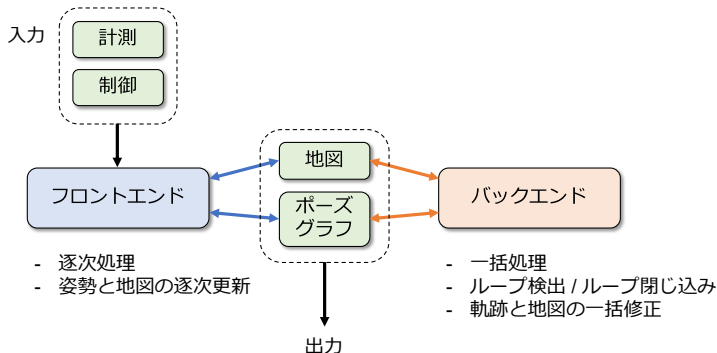 入力
計測
制御
地図
フロントエンド
ポーズ
グラフ
バックエンド
- 逐次処理
- 姿勢と地図の逐次更新
- 一括処理
- ループ検出 / ループ閉じ込み
- 軌跡と地図の一括修正
出力